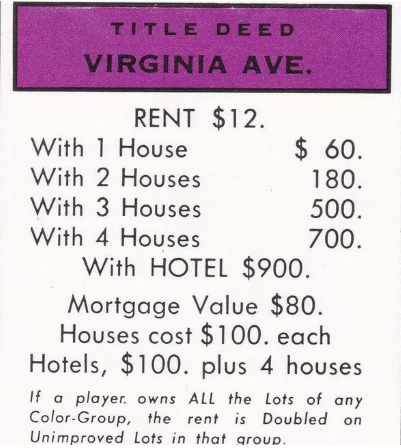 TITLE DEED
VIRGINIA AVE.
RENT $12.
With 1 House $ 60.
With 2 Houses 180.
With 3 Houses 500.
With 4 Houses 700.
With HOTEL $900.
Mortgage Value $80.
Houses cost $100. each
Hotels, $100. plus 4 houses
If a player. owns ALL the Lots of any
Color-Group, the rent is Doubled on
Unimproved Lots in that group.